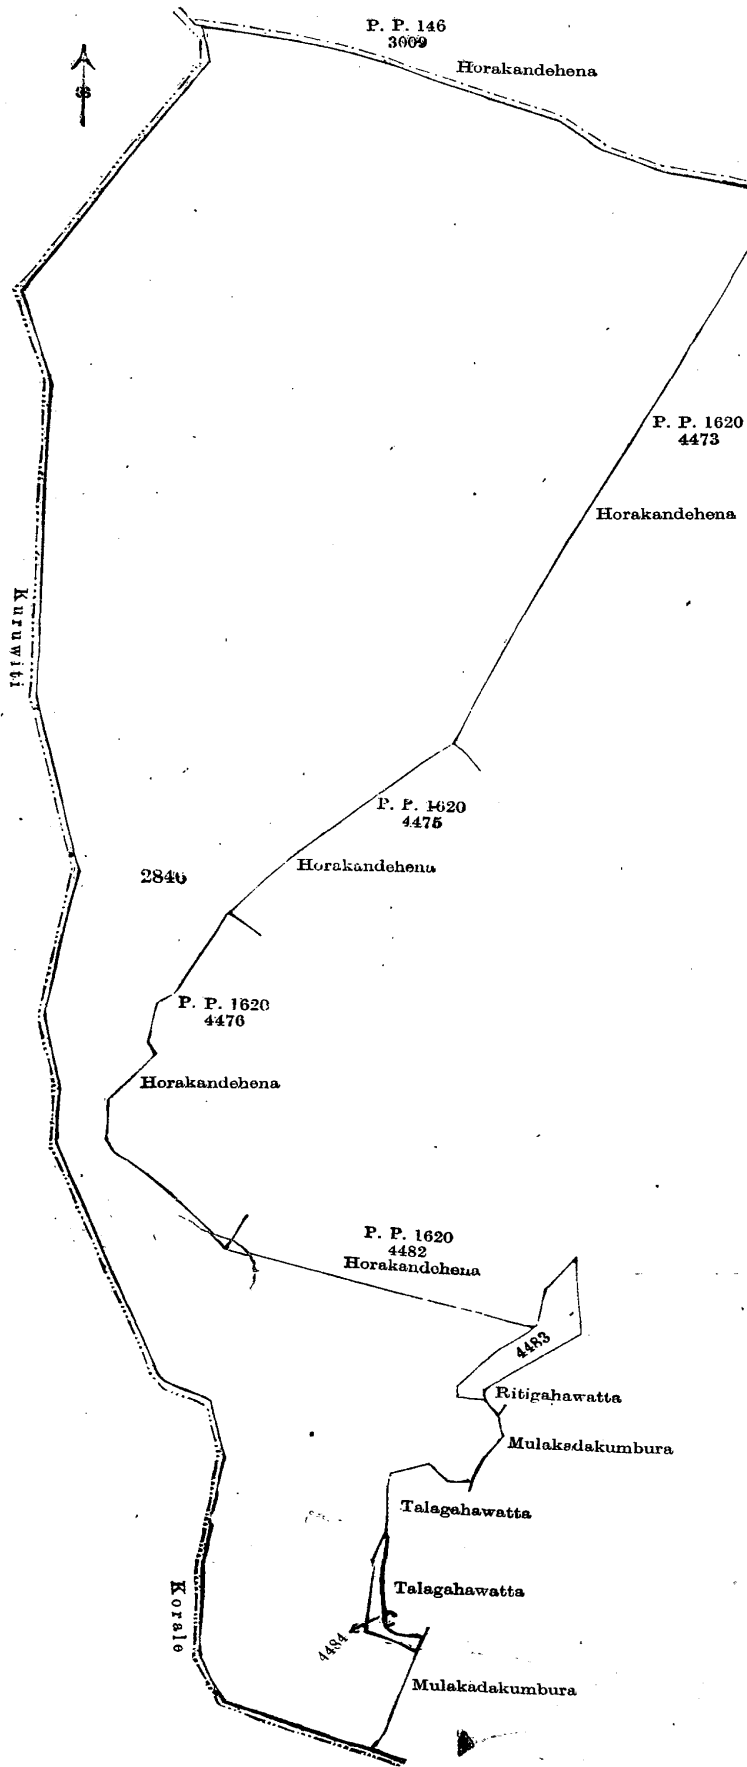 P. P. 146
3009
Horakandehena
P. P. 1620
4473
Horakandehena
Kuruwiti
P. P. 1620
4475
Horakandehena
2846
P. P. 1620
4476
Horakandehena
P. P. 1620
4482
Horakandehena
4483
Ritigahawatta
Mulakadakumbura
Talagahawatta
Talagahawatta
Korale
4484
Mulakadakumbura